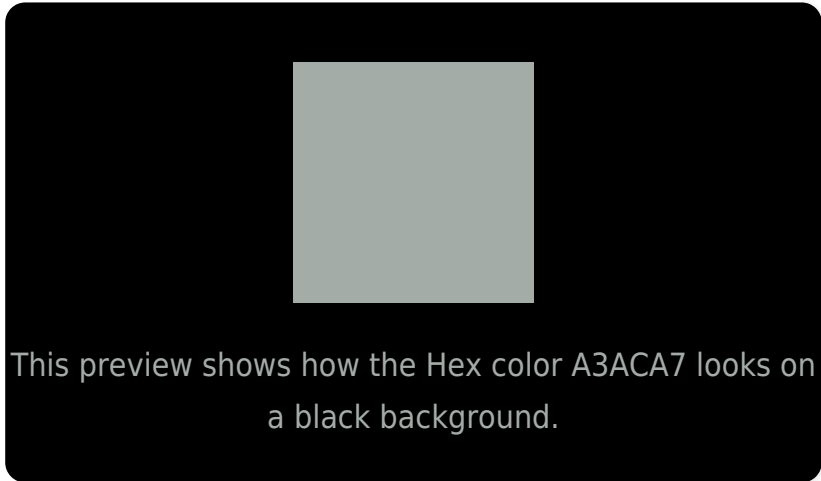 This preview shows how the Hex color A3ACA7 looks on
a black background.